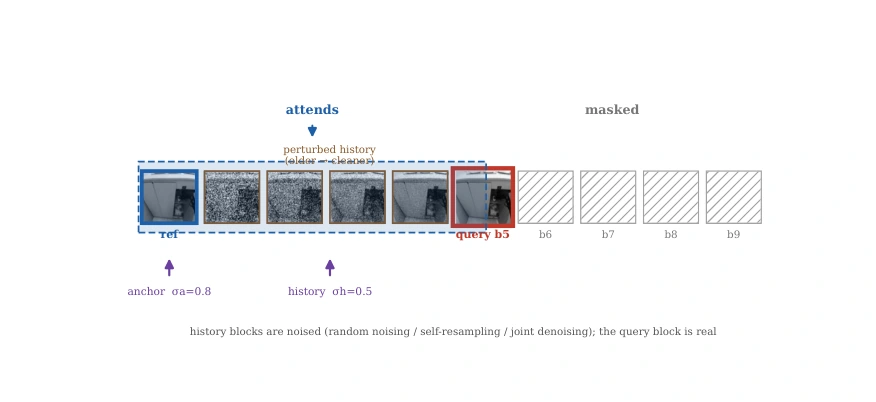 attends
masked
perturbed history
(older → cleaner)
ref
query b5
b6
b7
b8
b9
anchor σa=0.8
history σh=0.5
history blocks are noised (random noising / self-resampling / joint denoising); the query block is real